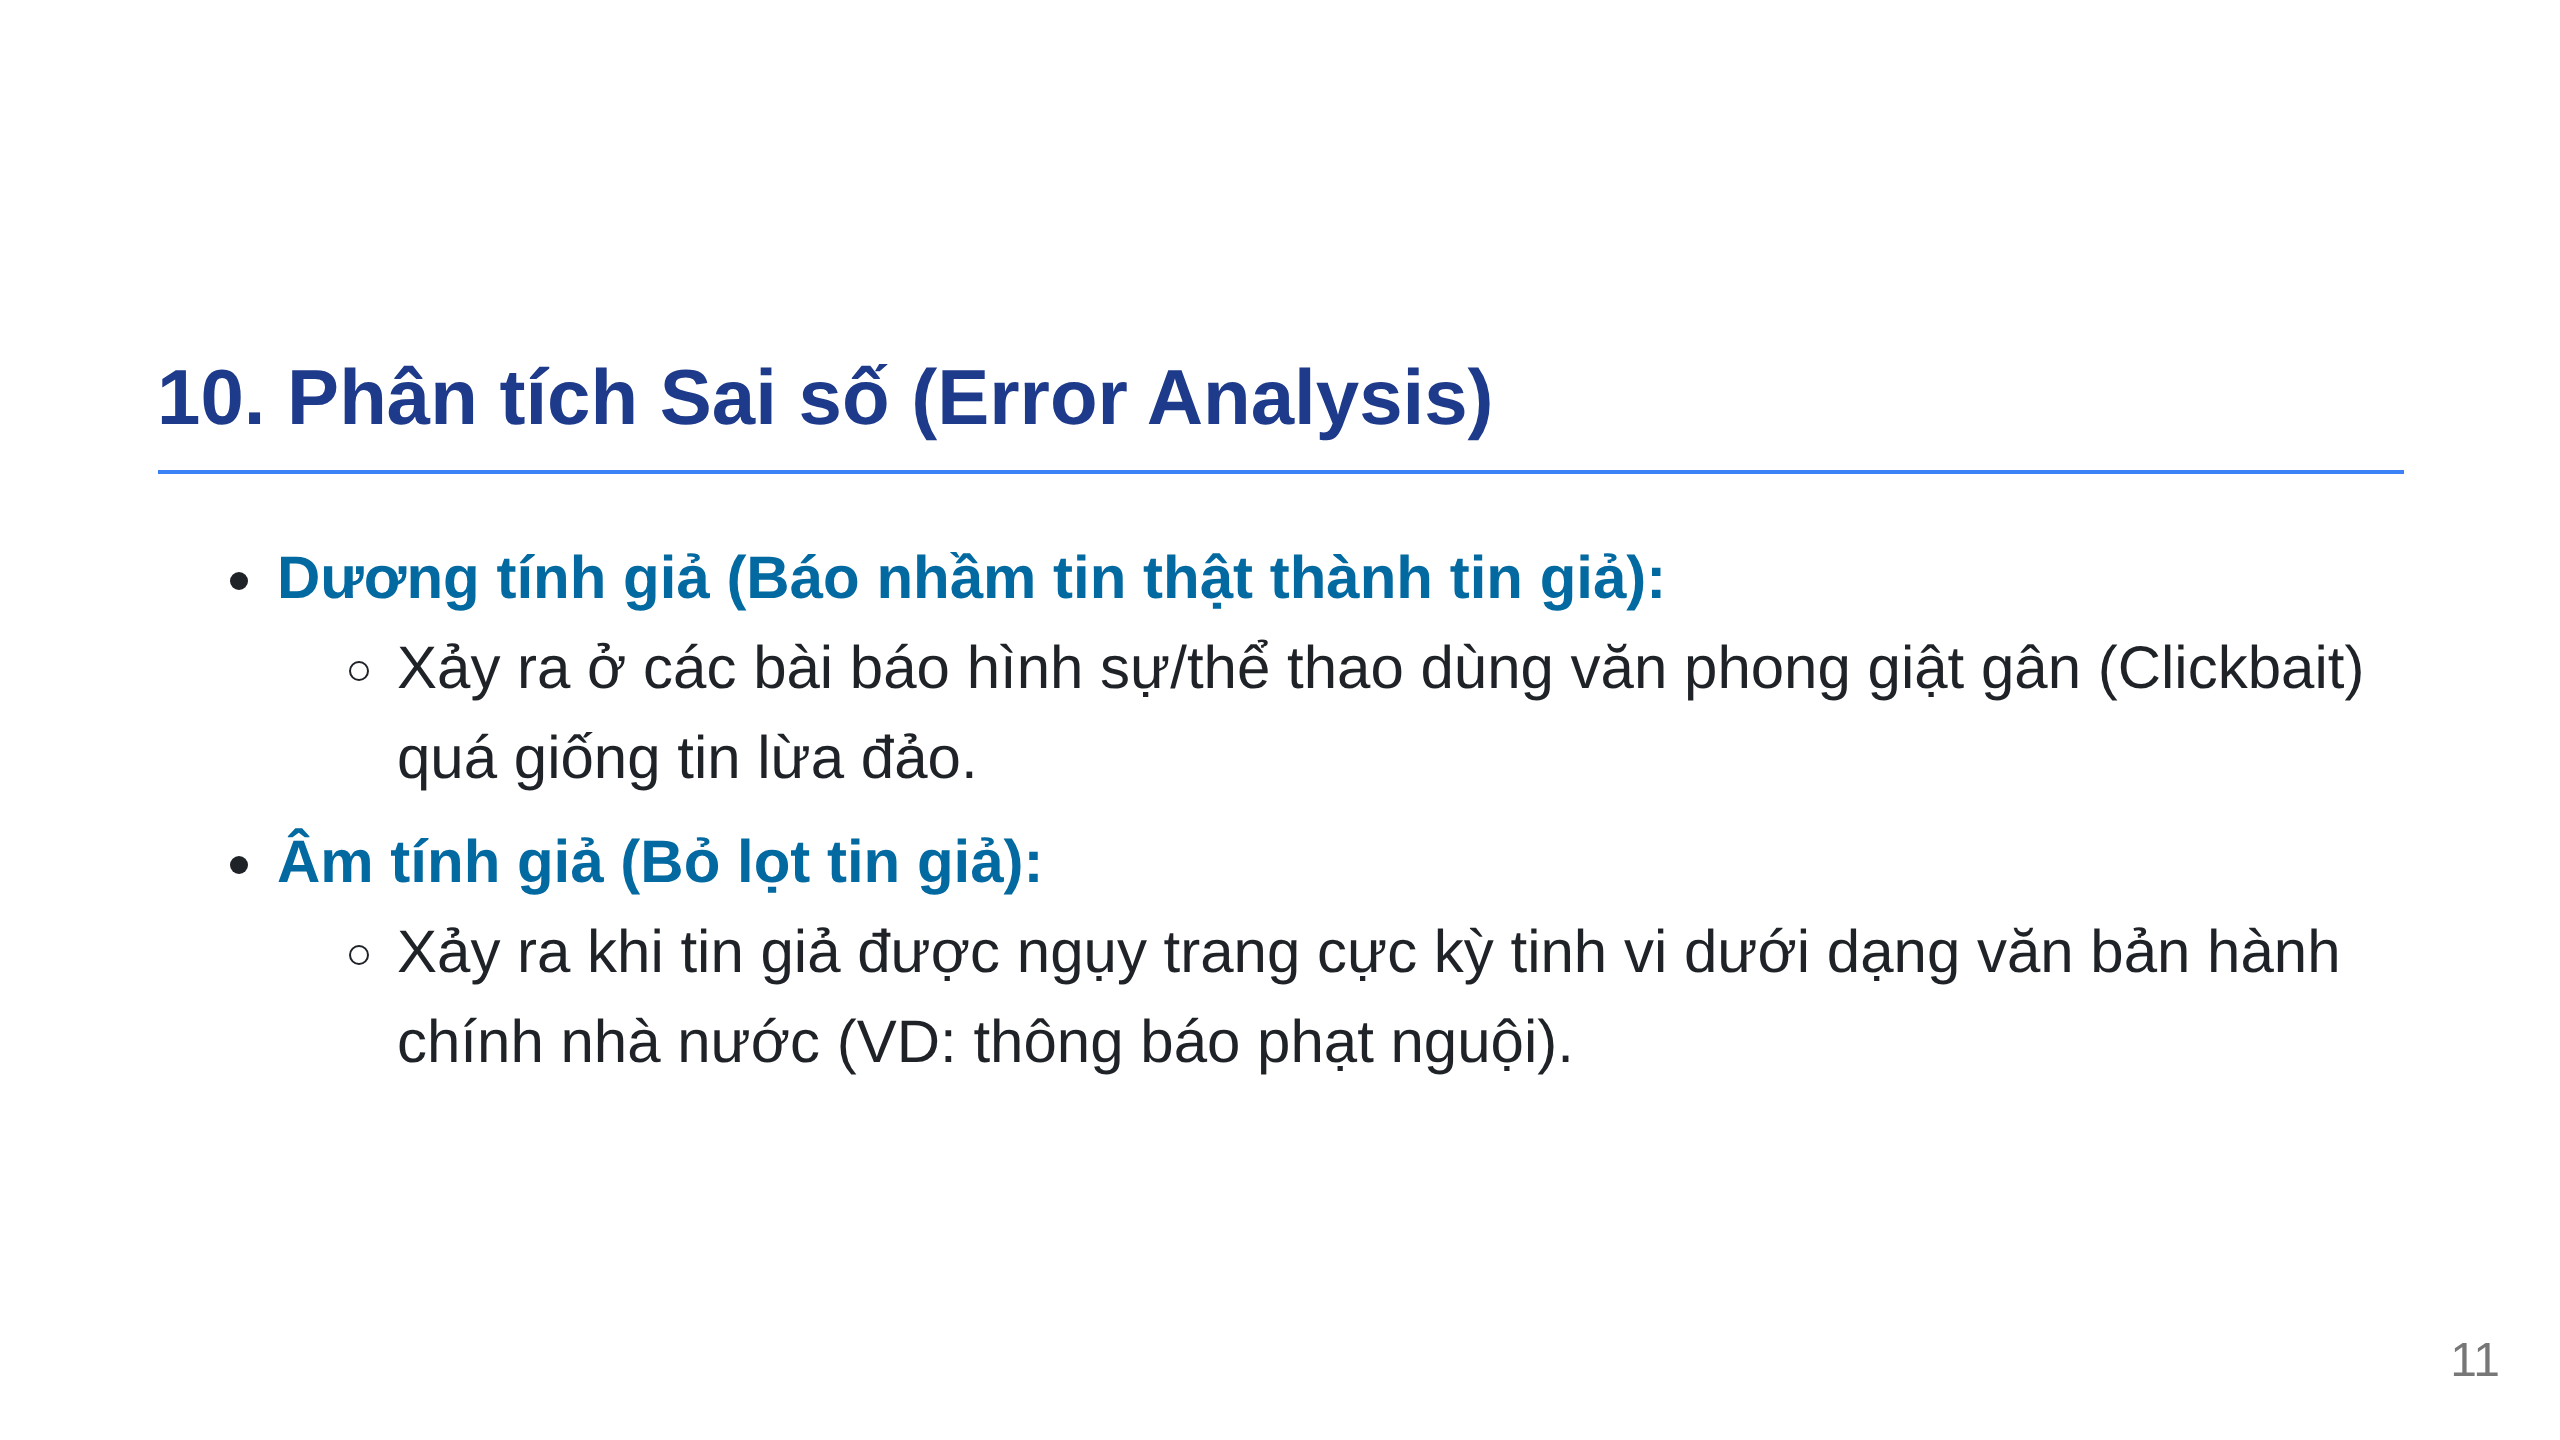 10. Phân tích Sai số (Error Analysis)
Dương tính giả (Báo nhầm tin thật thành tin giả):
Xảy ra ở các bài báo hình sự/thể thao dùng văn phong giật gân (Clickbait)
quá giống tin lừa đảo.
Âm tính giả (Bỏ lọt tin giả):
Xảy ra khi tin giả được ngụy trang cực kỳ tinh vi dưới dạng văn bản hành
chính nhà nước (VD: thông báo phạt nguội).
11